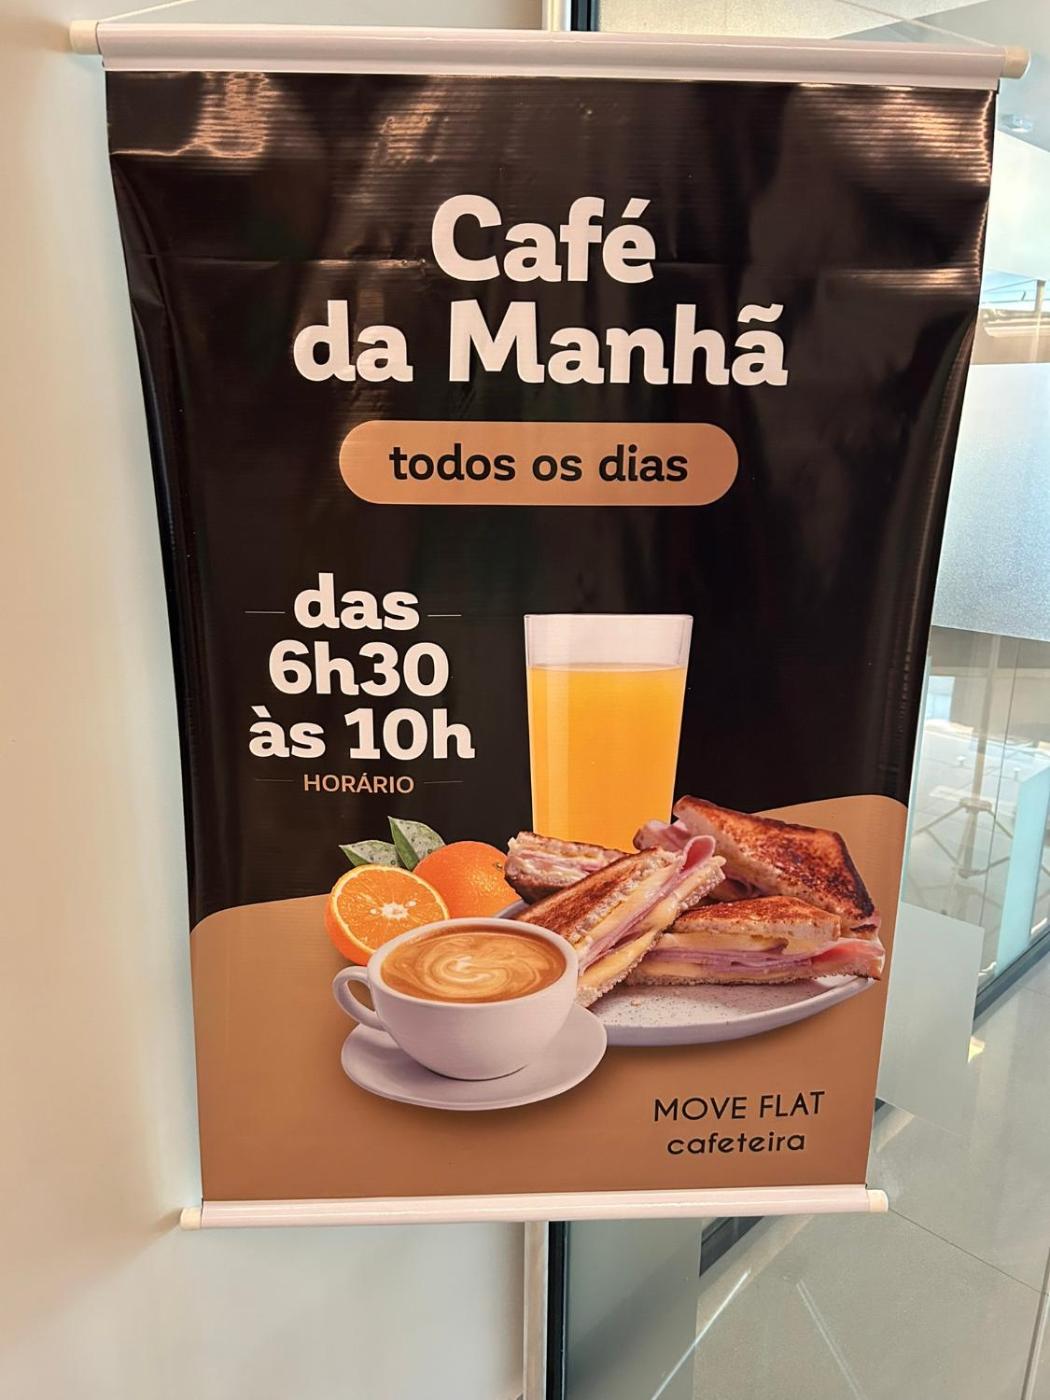 Café
da Manhã
todos os dias
das
6h30
às 10h
HORÁRIO
MOVE FLAT
cafeteira